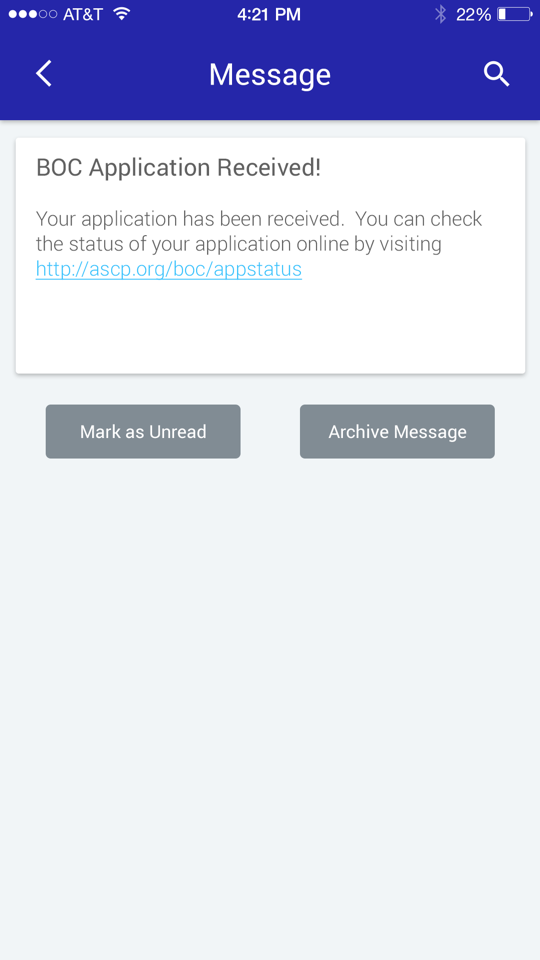 AT&T 4:21 PM 22%
Message
BOC Application Received!
Your application has been received.  You can check
the status of your application online by visiting
http://ascp.org/boc/appstatus
Mark as Unread Archive Message